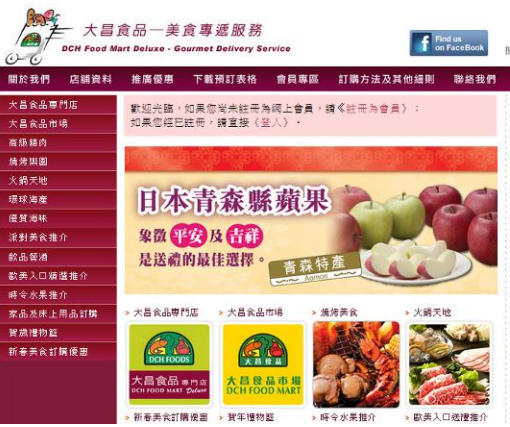 大昌食品—美食專遞服務
DCH Food Mart Deluxe - Gourmet Delivery Service
Find us
on FaceBook
關於我們 店舖資料 推廣優惠 下載預訂表格 會員專區 訂購方法及其他細則 聯絡我們
大昌食品專門店
大昌食品市場
高級豬肉
燒烤樂園
火鍋天地
環球海產
優質海味
派對美食推介
飲品餐酒
歐美入口精選推介
時令水果推介
家品及床上用品訂購
賀歲禮物籃
新春美食訂購優惠
歡迎光臨，如果您尚未註冊為網上會員，請《註冊為會員》；
如果您經已註冊，請直接《登入》。
日本青森縣蘋果
象徵 平安 及 吉祥
是送禮的最佳選擇。
青森特產
Aomori
大昌食品專門店
大昌食品市場
燒烤美食
火鍋天地
DCH FOODS
大昌食品 專門店
DCH FOOD MART Deluxe
大昌食品
大昌食品市場
DCH FOOD MART
新春美食訂購優惠
賀年禮物籃
時令水果推介
歐美入口送禮推介